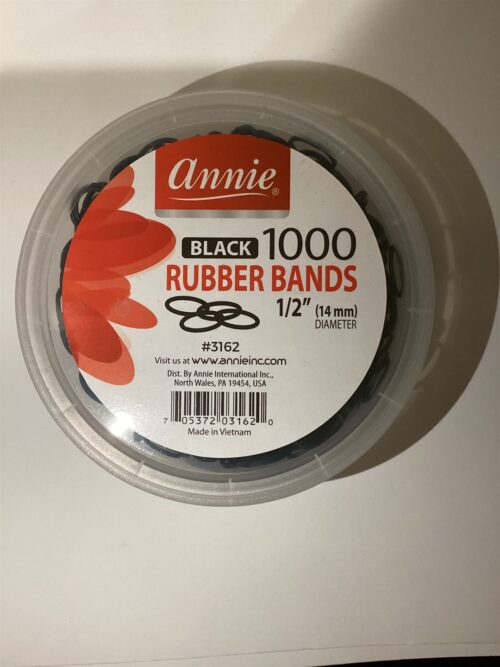 annie®
BLACK 1000
RUBBER BANDS
1/2” (14 mm)
DIAMETER
#3162
Visit us at www.annieinc.com
Dist. By Annie International Inc.,
North Wales, PA 19454, USA
7 05372 03162 0
Made in Vietnam